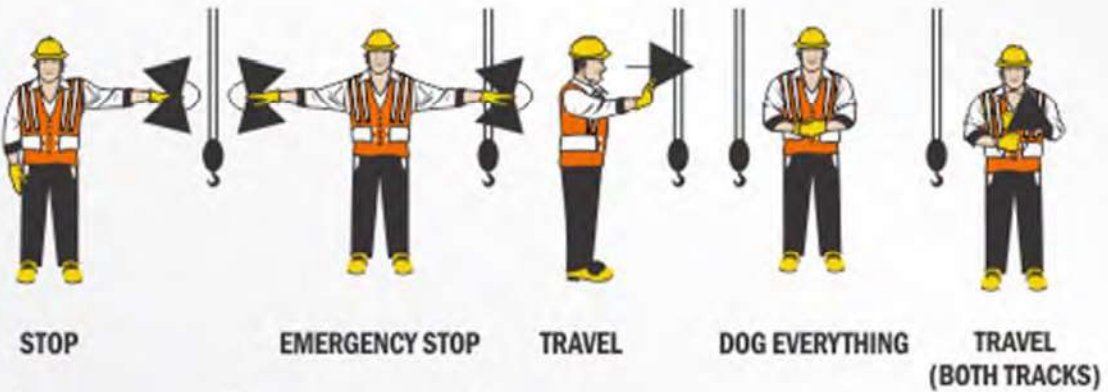 STOP
EMERGENCY STOP
TRAVEL
DOG EVERYTHING
TRAVEL
(BOTH TRACKS)